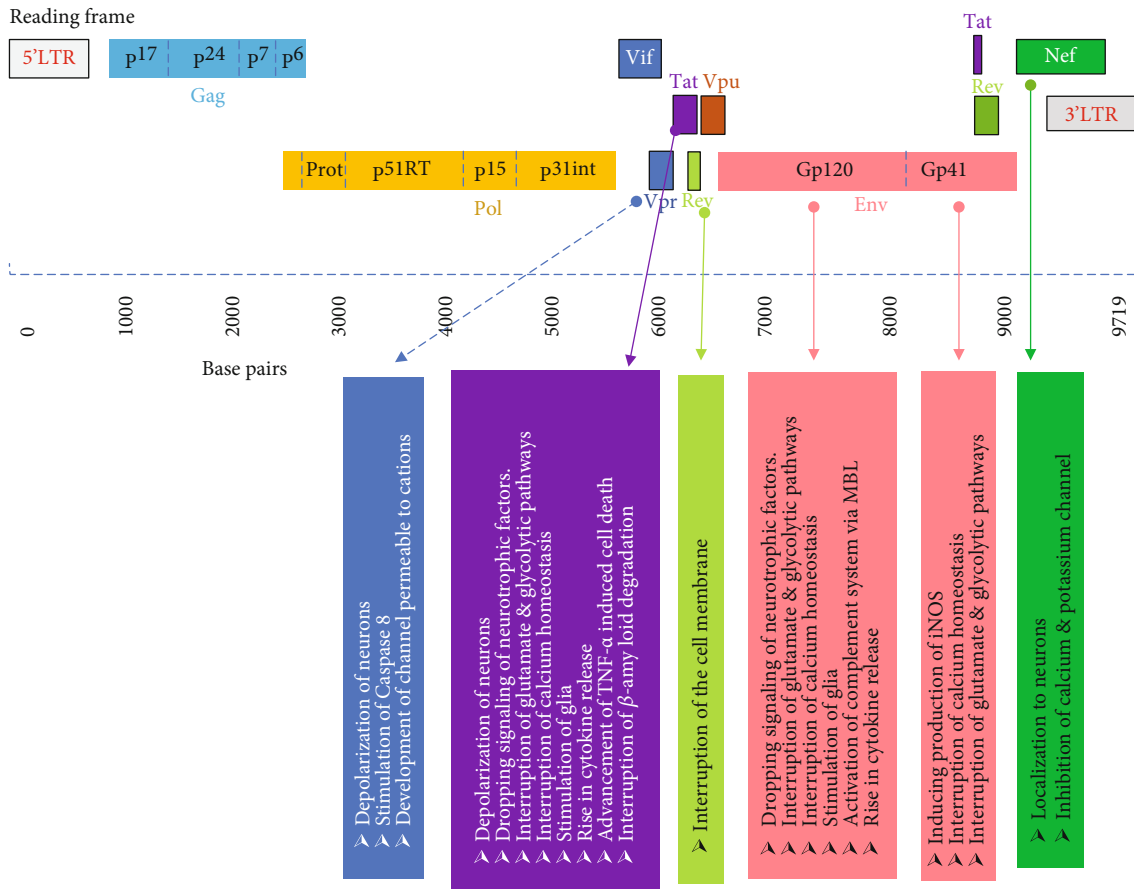 Reading frame
5'LTR
p17
p24
p7
p6
Gag
Vif
Tat
Nef
Tat Vpu
Rev
3'LTR
Prot
p51RT
p15
p31int
Gp120
Gp41
Pol
Vpr
Rev
Env
0
1000
2000
3000
4000
5000
6000
7000
8000
9000
9719
Base pairs
➢ Depolarization of neurons
➢ Stimulation of Caspase 8
➢ Development of channel permeable to cations
➢ Depolarization of neurons
➢ Dropping signaling of neurotrophic factors.
➢ Interruption of glutamate & glycolytic pathways
➢ Interruption of calcium homeostasis
➢ Stimulation of glia
➢ Rise in cytokine release
➢ Advancement of TNF-α induced cell death
➢ Interruption of β-amy loid degradation
➢ Interruption of the cell membrane
➢ Dropping signaling of neurotrophic factors.
➢ Interruption of glutamate & glycolytic pathways
➢ Interruption of calcium homeostasis
➢ Stimulation of glia
➢ Activation of complement system via MBL
➢ Rise in cytokine release
➢ Inducing production of iNOS
➢ Interruption of calcium homeostasis
➢ Interruption of glutamate & glycolytic pathways
➢ Localization to neurons
➢ Inhibition of calcium & potassium channel